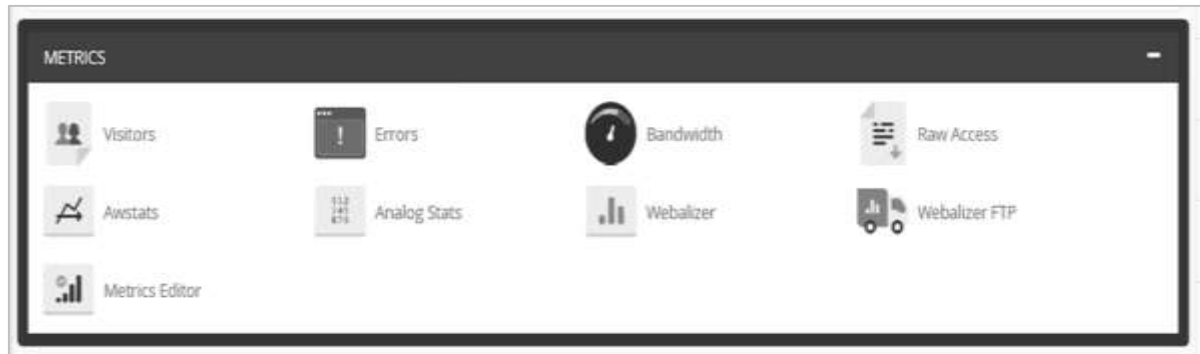 METRICS
Visitors Errors Bandwidth Raw Access
Awstats Analog Stats Webalizer Webalizer FTP
Metrics Editor